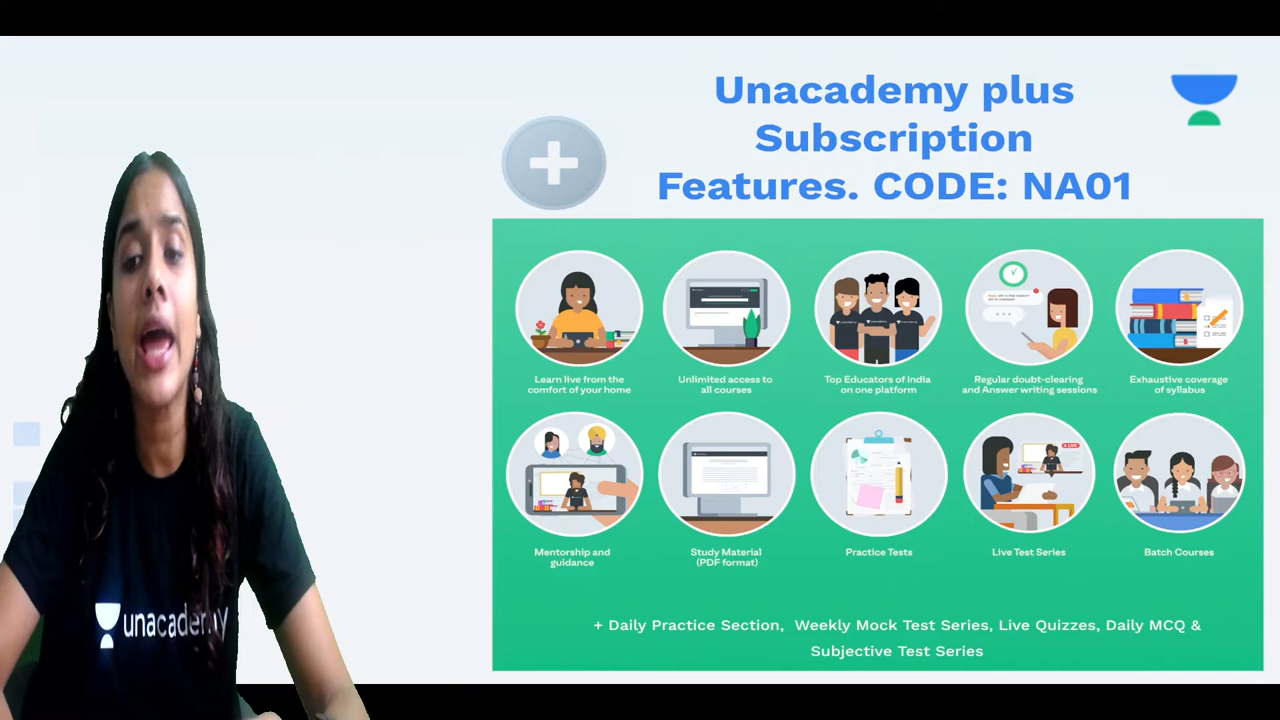 Unacademy plus
Subscription
Features. CODE: NA01
Learn live from the
comfort of your home
Unlimited access to
all courses
Top Educators of India
on one platform
Regular doubt-clearing
and Answer writing sessions
Exhaustive coverage
of syllabus
LIVE
Mentorship and
guidance
Study Material
(PDF format)
Practice Tests
Live Test Series
Batch Courses
unacademy
+ Daily Practice Section, Weekly Mock Test Series, Live Quizzes, Daily MCQ &
Subjective Test Series